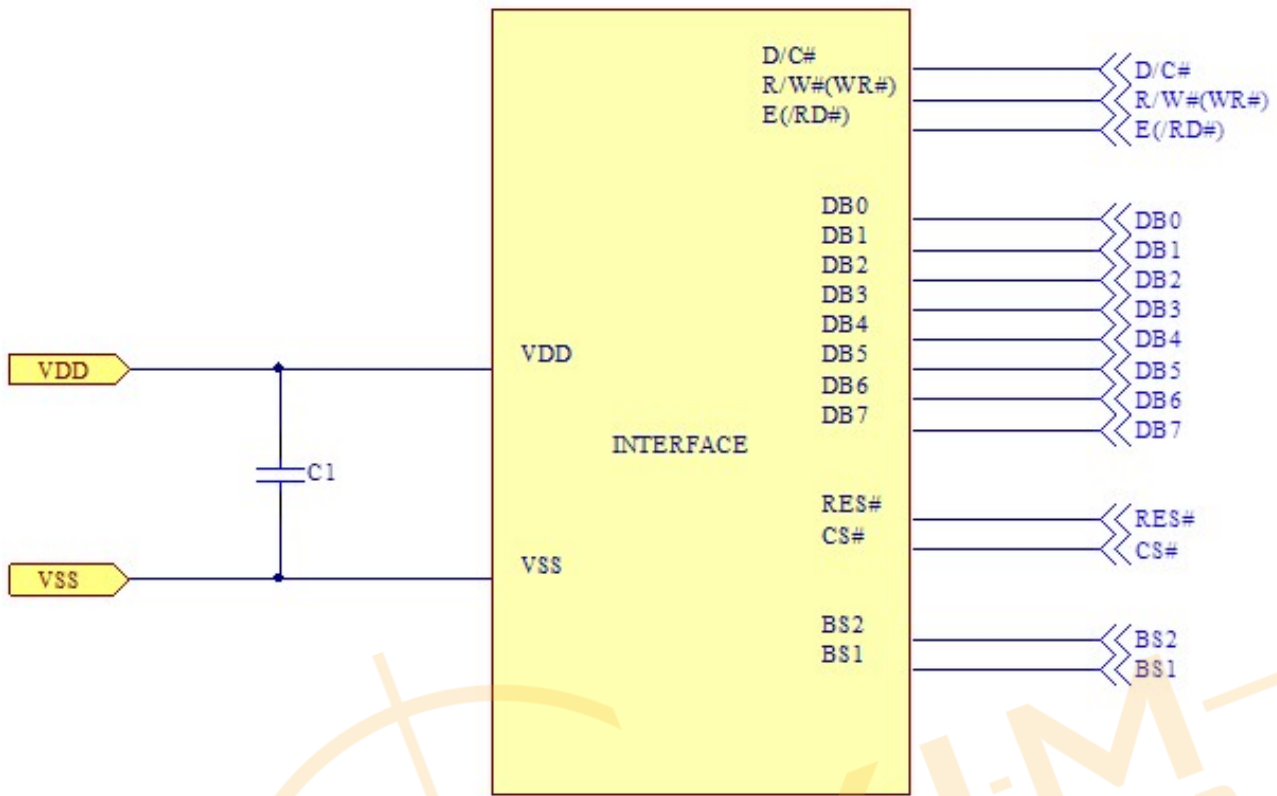 D/C#
R/W#(WR#)
E(/RD#)
DB0
DB1
DB2
DB3
DB4
DB5
DB6
DB7
RES#
CS#
BS2
BS1
VDD
INTERFACE
VSS
VDD
C1
VSS
D/C#
R/W#(WR#)
E(/RD#)
DB0
DB1
DB2
DB3
DB4
DB5
DB6
DB7
RES#
CS#
BS2
BS1